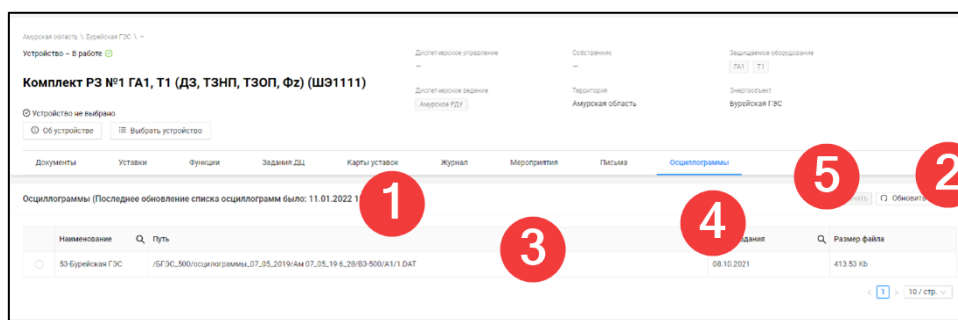 Амурская область \ Бурейская ГЭС \ –
Устройство – В работе
Комплект РЗ №1 ГА1, Т1 (ДЗ, ТЗНП, ТЗОП, Фz) (ШЭ1111)
Устройство не выбрано
Об устройстве Выбрать устройство
Диспетчерское управление
–
Диспетчерское ведение
Амурское РДУ
Собственник
–
Территория
Амурская область
Защищаемое оборудование
ГА1 Т1
Энергообъект
Бурейская ГЭС
Документы Уставки Функции Задания ДЦ Карты уставок Журнал Мероприятия Письма Осциллограммы
5 2
Осциллограммы (Последнее обновление списка осциллограмм было: 11.01.2022 1
1 4 Обновить
Наименование Путь 3 Размер файла
53-Бурейская ГЭС /БГЭС_500/осцилограммы_07_05_2019/Ам 07_05_19 6_28/ВЗ-500/А1/1.DAT 08.10.2021 413.53 Kb
< 1 > 10 / стр.